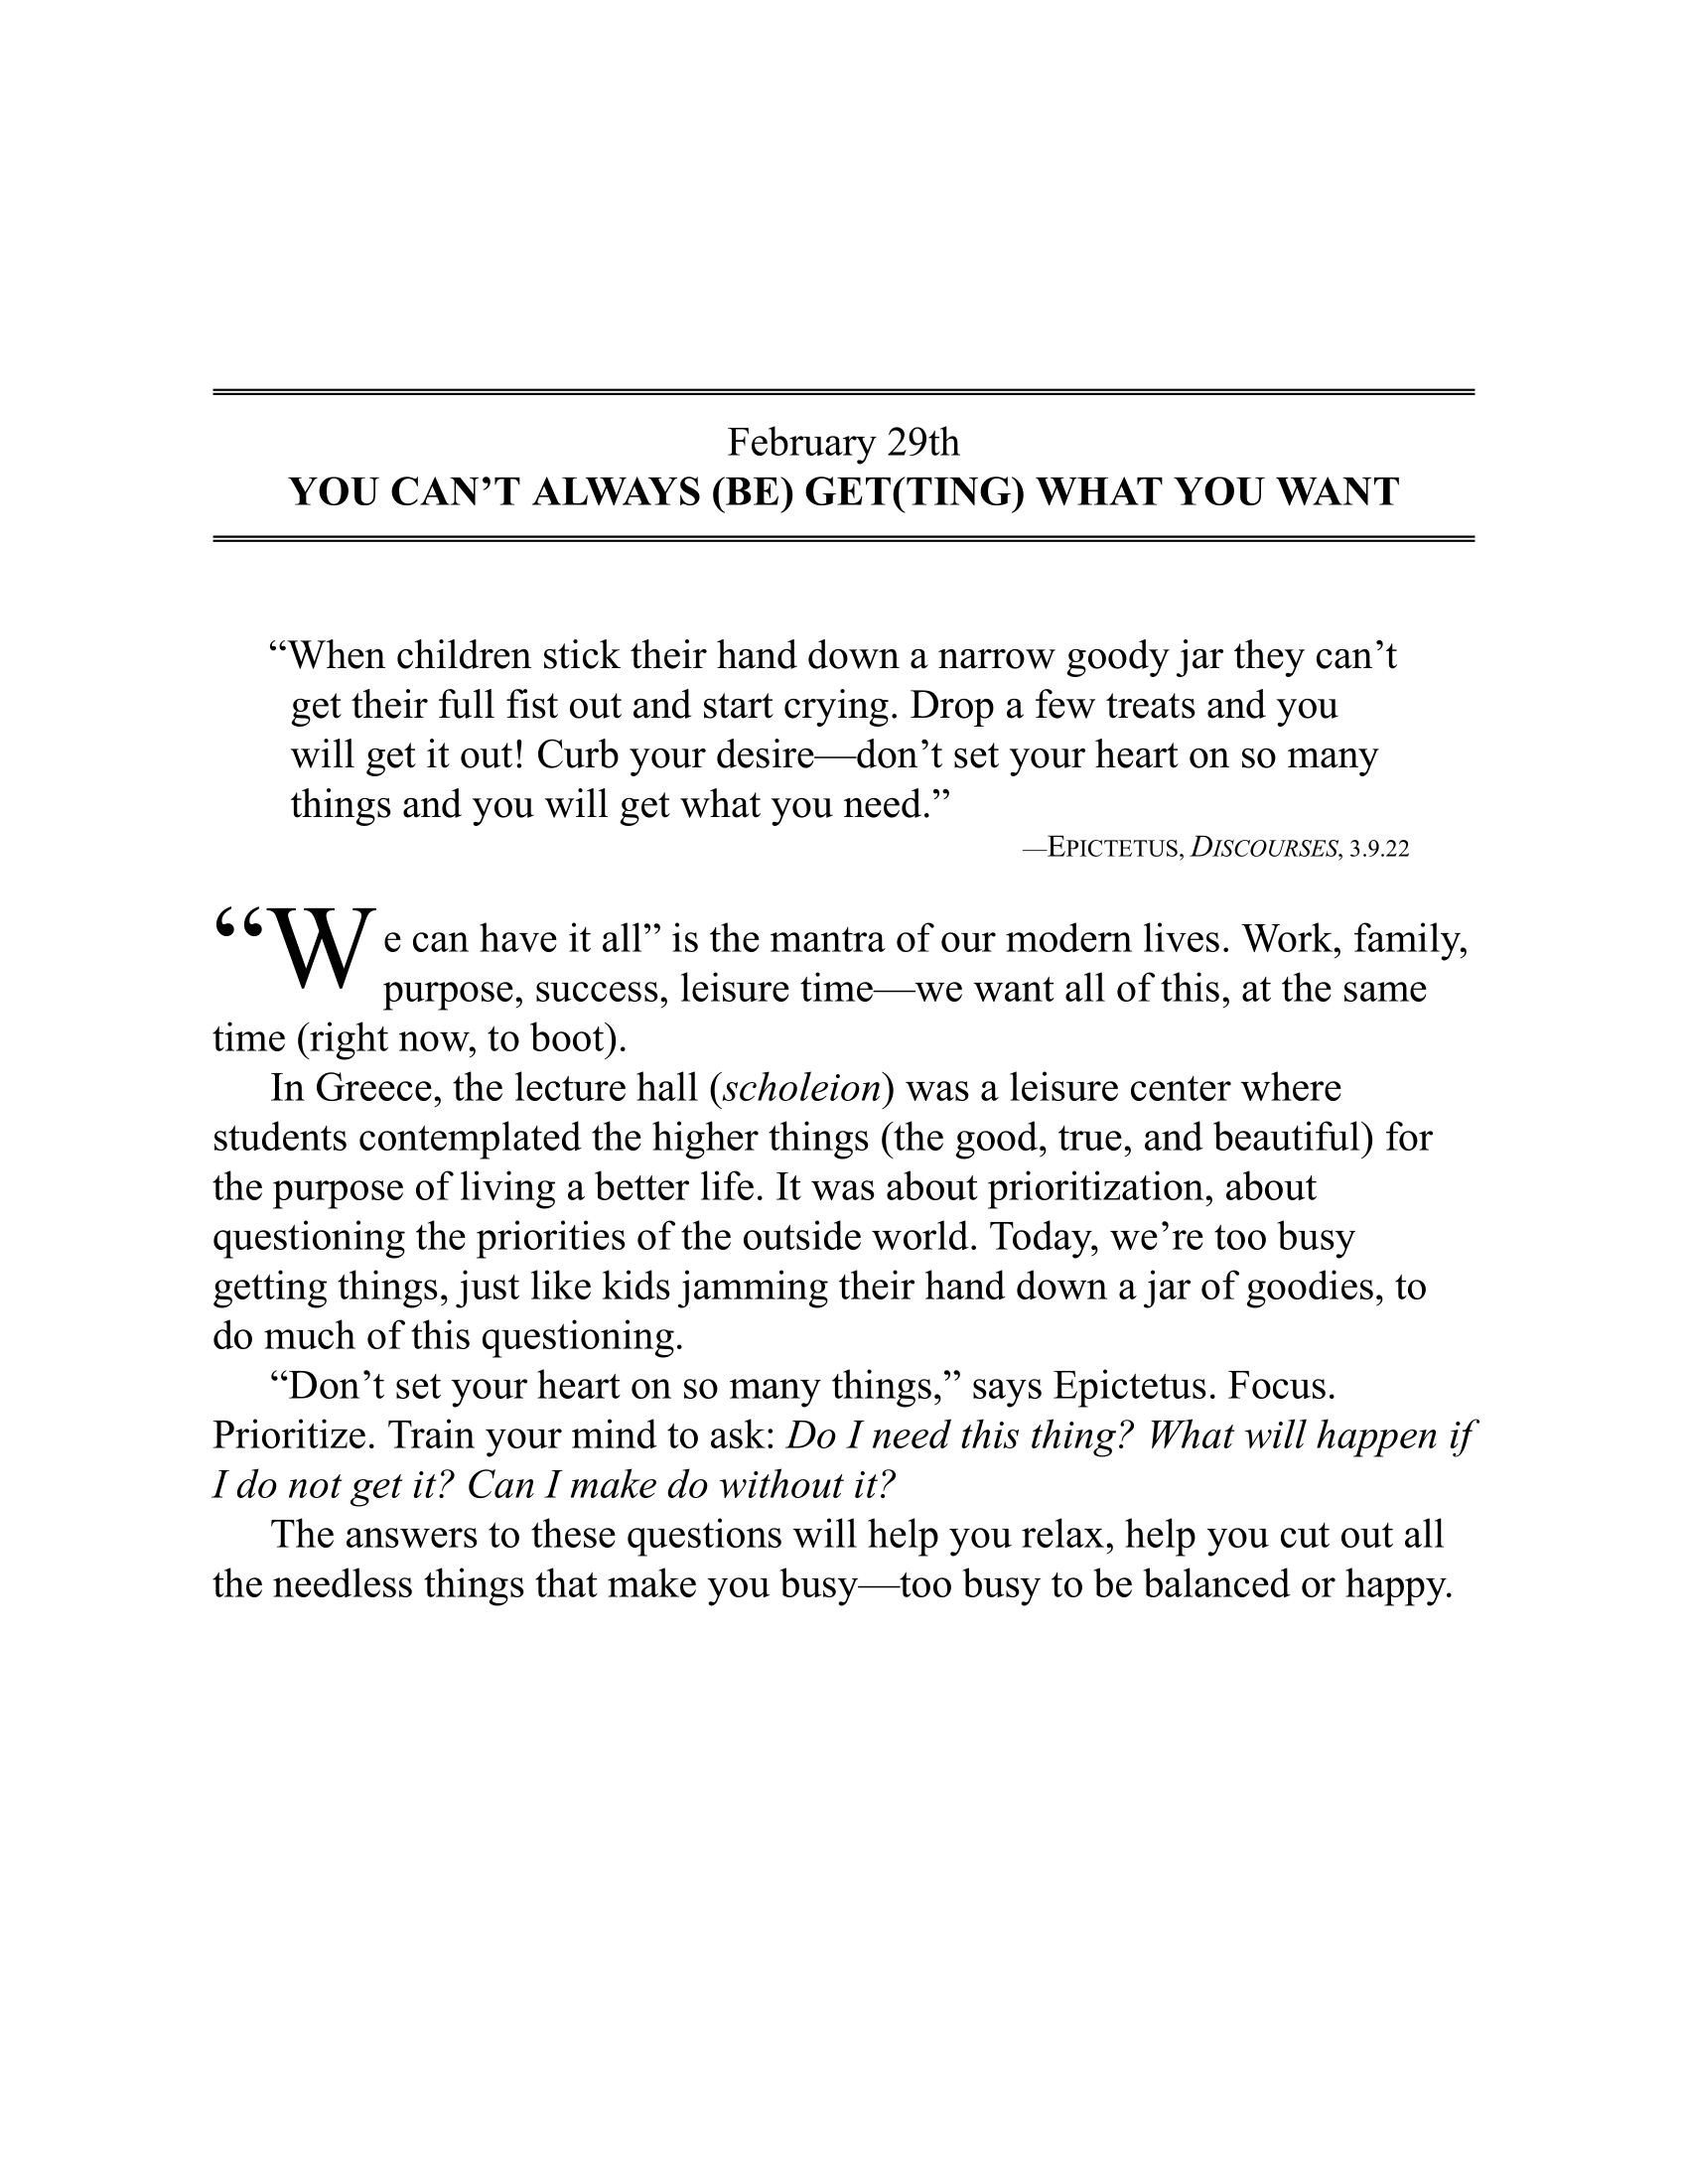 February 29th
YOU CAN’T ALWAYS (BE) GET(TING) WHAT YOU WANT
“When children stick their hand down a narrow goody jar they can’t
get their full fist out and start crying. Drop a few treats and you
will get it out! Curb your desire—don’t set your heart on so many
things and you will get what you need.”
—EPICTETUS, DISCOURSES, 3.9.22
“We can have it all” is the mantra of our modern lives. Work, family,
purpose, success, leisure time—we want all of this, at the same
time (right now, to boot).
In Greece, the lecture hall (scholeion) was a leisure center where
students contemplated the higher things (the good, true, and beautiful) for
the purpose of living a better life. It was about prioritization, about
questioning the priorities of the outside world. Today, we’re too busy
getting things, just like kids jamming their hand down a jar of goodies, to
do much of this questioning.
“Don’t set your heart on so many things,” says Epictetus. Focus.
Prioritize. Train your mind to ask: Do I need this thing? What will happen if
I do not get it? Can I make do without it?
The answers to these questions will help you relax, help you cut out all
the needless things that make you busy—too busy to be balanced or happy.